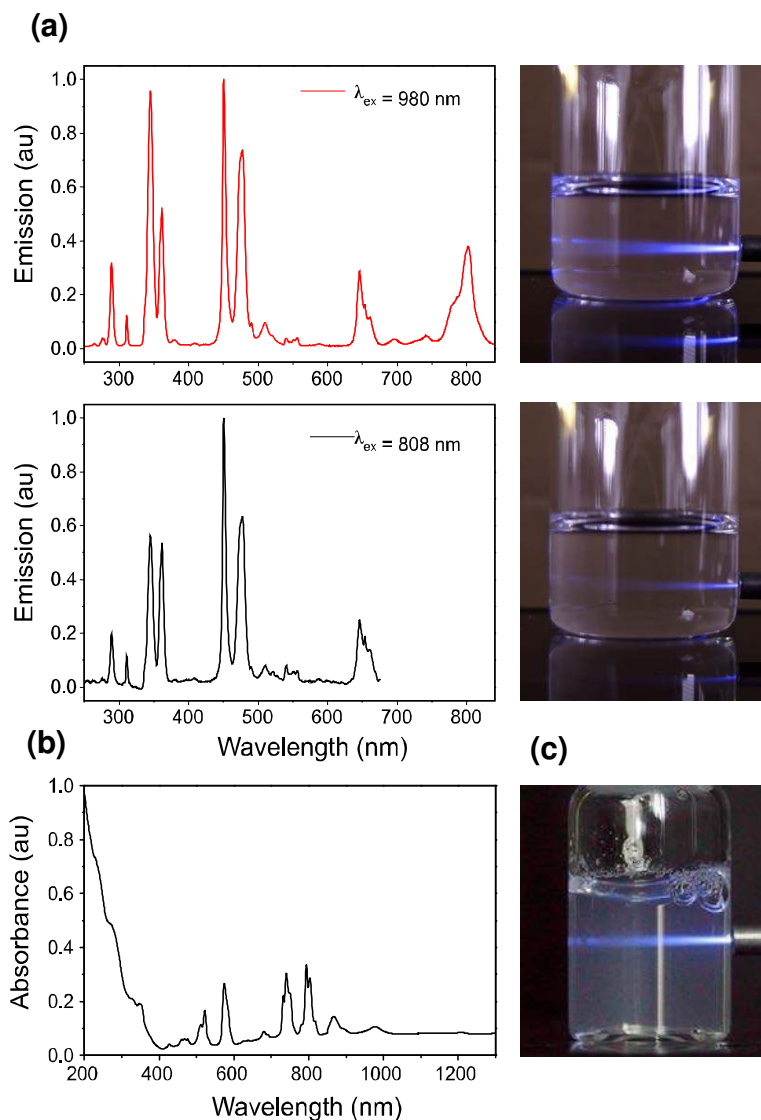 (a)
1.0
0.8
0.6
0.4
0.2
0.0
Emission (au)
λex = 980 nm
300 400 500 600 700 800
1.0
0.8
0.6
0.4
0.2
0.0
Emission (au)
λex = 808 nm
300 400 500 600 700 800
Wavelength (nm)
(b)
1.0
0.8
0.6
0.4
0.2
0.0
Absorbance (au)
200 400 600 800 1000 1200
Wavelength (nm)
(c)